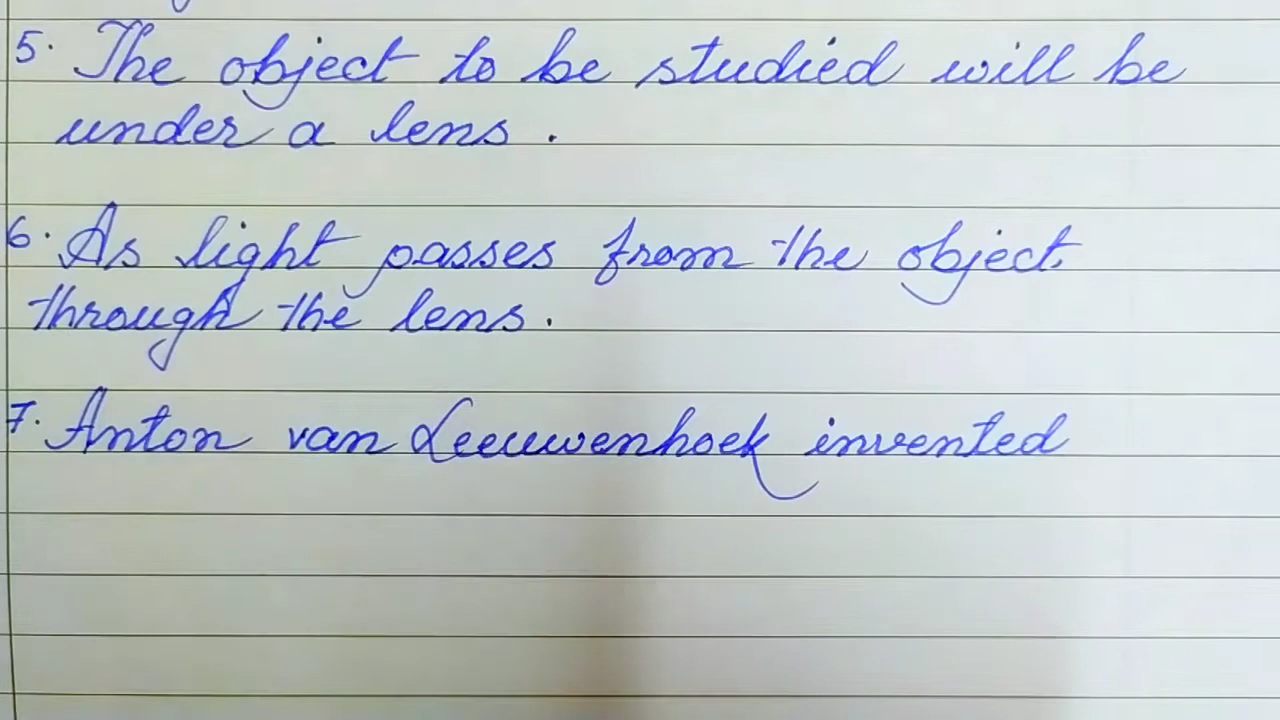 5. The object to be studied will be
under a lens.
6. As light passes from the object
through the lens.
7. Anton van Leeuwenhoek invented